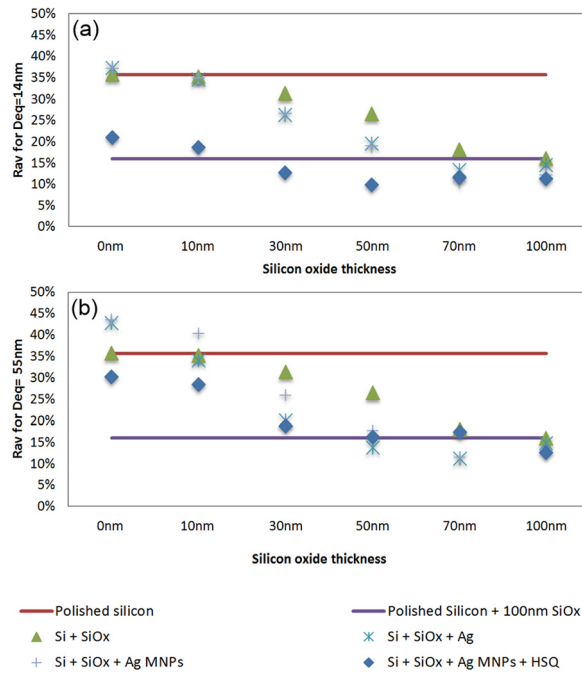 (a)
Rav for Deq=14nm
50%
45%
40%
35%
30%
25%
20%
15%
10%
5%
0%
0nm 10nm 30nm 50nm 70nm 100nm
Silicon oxide thickness
(b)
Rav for Deq= 55nm
50%
45%
40%
35%
30%
25%
20%
15%
10%
5%
0%
0nm 10nm 30nm 50nm 70nm 100nm
Silicon oxide thickness
Polished silicon
Polished Silicon + 100nm SiOx
Si + SiOx
Si + SiOx + Ag
Si + SiOx + Ag MNPs
Si + SiOx + Ag MNPs + HSQ